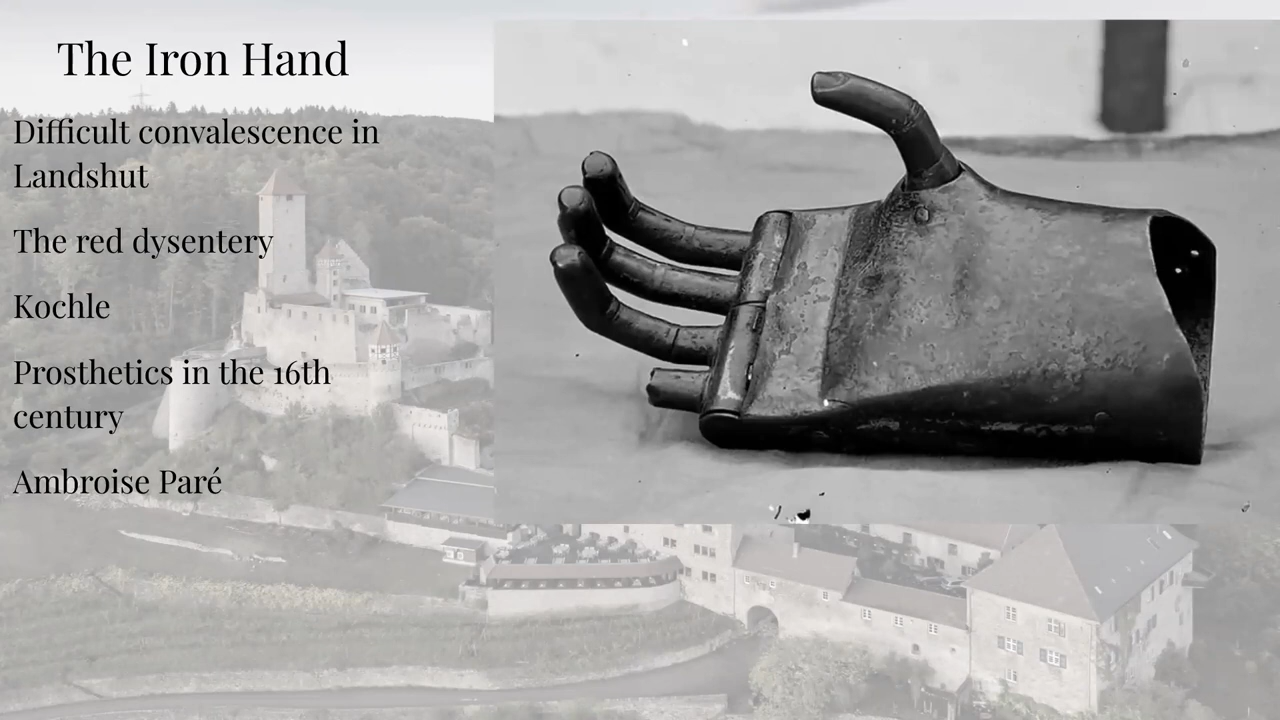 The Iron Hand
Difficult convalescence in
Landshut
The red dysentery
Kochle
Prosthetics in the 16th
century
Ambroise Paré